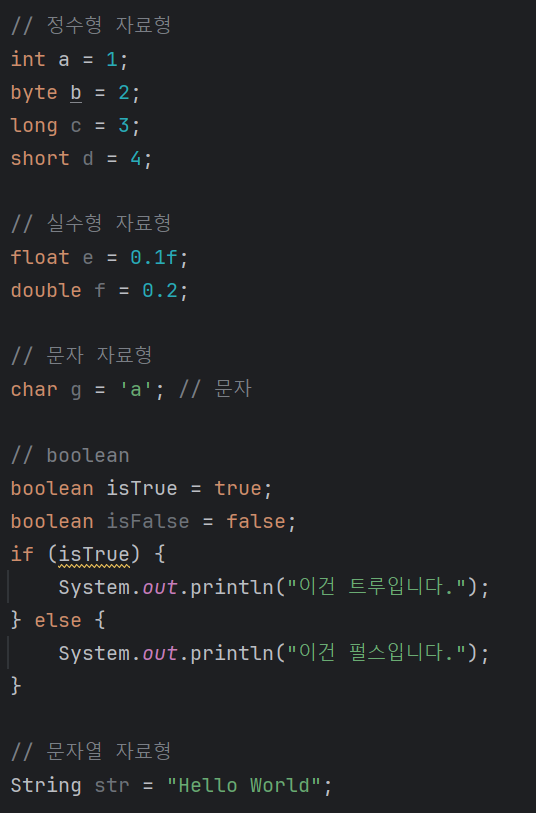 // 정수형 자료형
int a = 1;
byte b = 2;
long c = 3;
short d = 4;
// 실수형 자료형
float e = 0.1f;
double f = 0.2;
// 문자 자료형
char g = 'a'; // 문자
// boolean
boolean isTrue = true;
boolean isFalse = false;
if (isTrue) {
    System.out.println("이건 트루입니다.");
} else {
    System.out.println("이건 펄스입니다.");
}
// 문자열 자료형
String str = "Hello World";